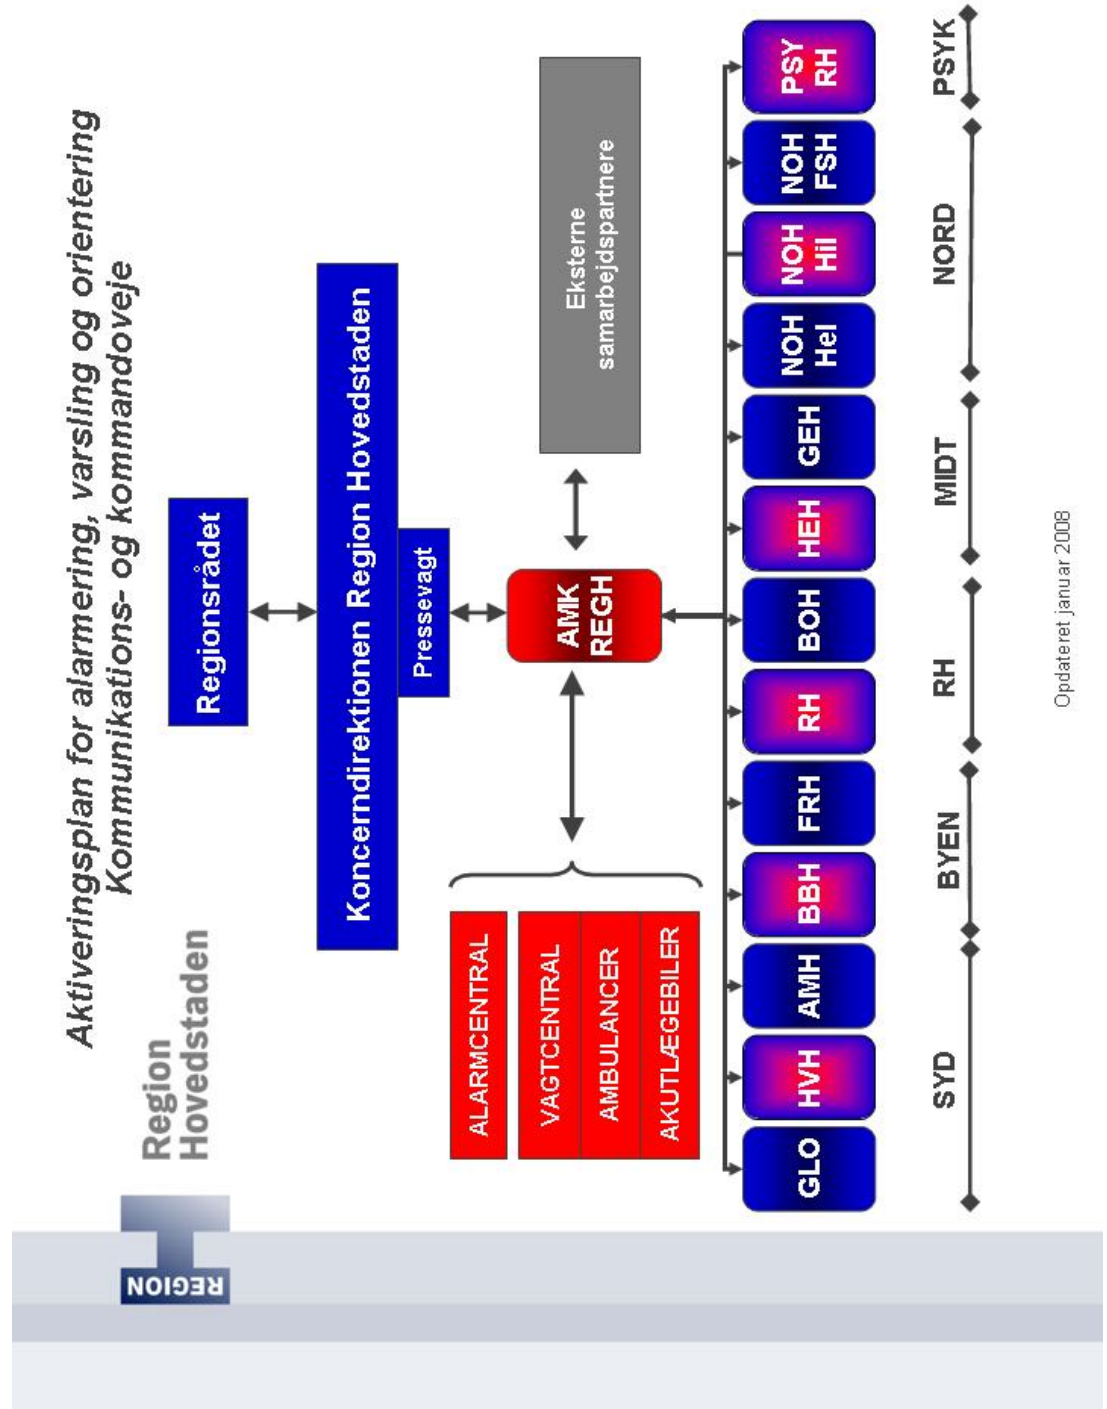 Aktiveringsplan for alarmering, varsling og orientering
Kommunikations- og kommandoveje
Region
Hovedstaden
REGION
Regionsrådet
Koncerndirektionen Region Hovedstaden
Pressevagt
ALARMCENTRAL
VAGTCENTRAL
AMBULANCER
AKUTLÆGEBILER
AMK
REGH
Eksterne
samarbejdspartnere
GLO
HVH
AMH
BBH
FRH
RH
BOH
HEH
GEH
NOH
Hel
NOH
Hil
NOH
FSH
PSY
RH
SYD
BYEN
RH
MIDT
NORD
PSYK
Opdateret januar 2008